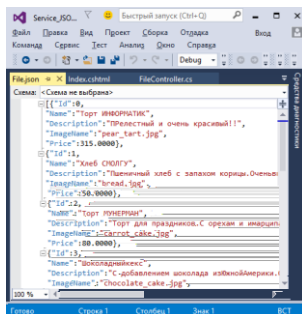 Service_JSO...
Быстрый запуск (Ctrl+Q)
Файл Правка Вид Проект Сборка Отладка Вход
Команда Сервис Тест Анализ Окно Справка
Debug
File.json Index.cshtml FileController.cs
Схема: <Схема не выбрана>
[{"Id":0,
"Name":"Торт ИНФОРМАТИК",
"Description":"ПРелестный и очень красивый!!",
"ImageName":"pear_tart.jpg",
"Price":315.0000},
{"Id":1,
"Name":"Хлеб СМОЛГУ",
"Description":"Пшеничный хлеб с запахом корицы.Очень
"ImageName":"bread.jpg",
"Price":50.0000},
{"Id":2,
"Name":"Торт МУНЕРМАН",
"Description":"Торт для праздников.С орехам и имарцип
"ImageName":"carrot_cake.jpg",
"Price":80.0000},
{"Id":3,
"Name":"Шоколадныйкекс",
"Description":"С-добавлением шоколада изЮжнойАмерики.
"ImageName":"chocolate_cake.jpg",
100 %
Готово Строка 1 Столбец 1 Знак 1 ВСТ
Средства диагностики